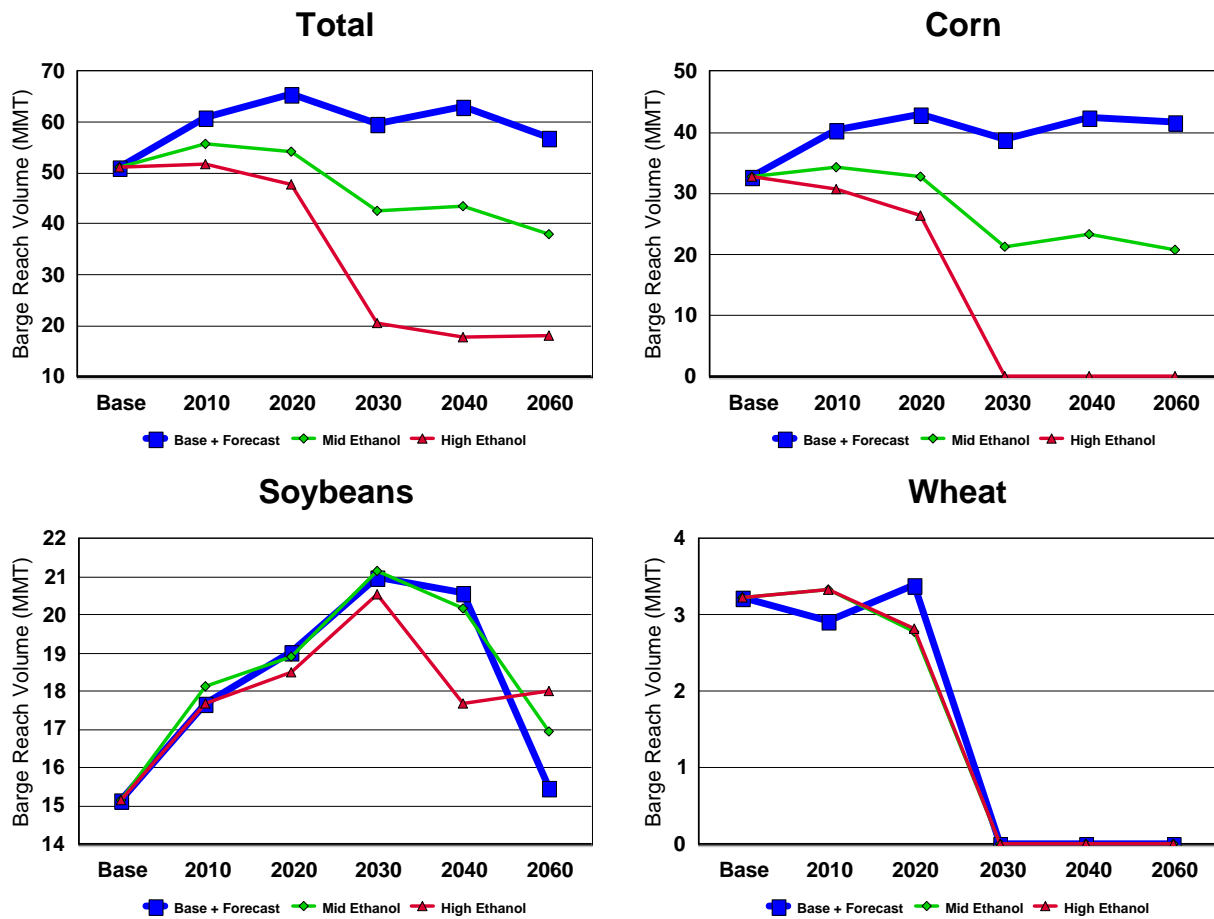 Total
Barge Reach Volume (MMT)
70
60
50
40
30
20
10
Base 2010 2020 2030 2040 2060
Base + Forecast Mid Ethanol High Ethanol
Corn
Barge Reach Volume (MMT)
50
40
30
20
10
0
Base 2010 2020 2030 2040 2060
Base + Forecast Mid Ethanol High Ethanol
Soybeans
Barge Reach Volume (MMT)
22
21
20
19
18
17
16
15
14
Base 2010 2020 2030 2040 2060
Base + Forecast Mid Ethanol High Ethanol
Wheat
Barge Reach Volume (MMT)
4
3
2
1
0
Base 2010 2020 2030 2040 2060
Base + Forecast Mid Ethanol High Ethanol